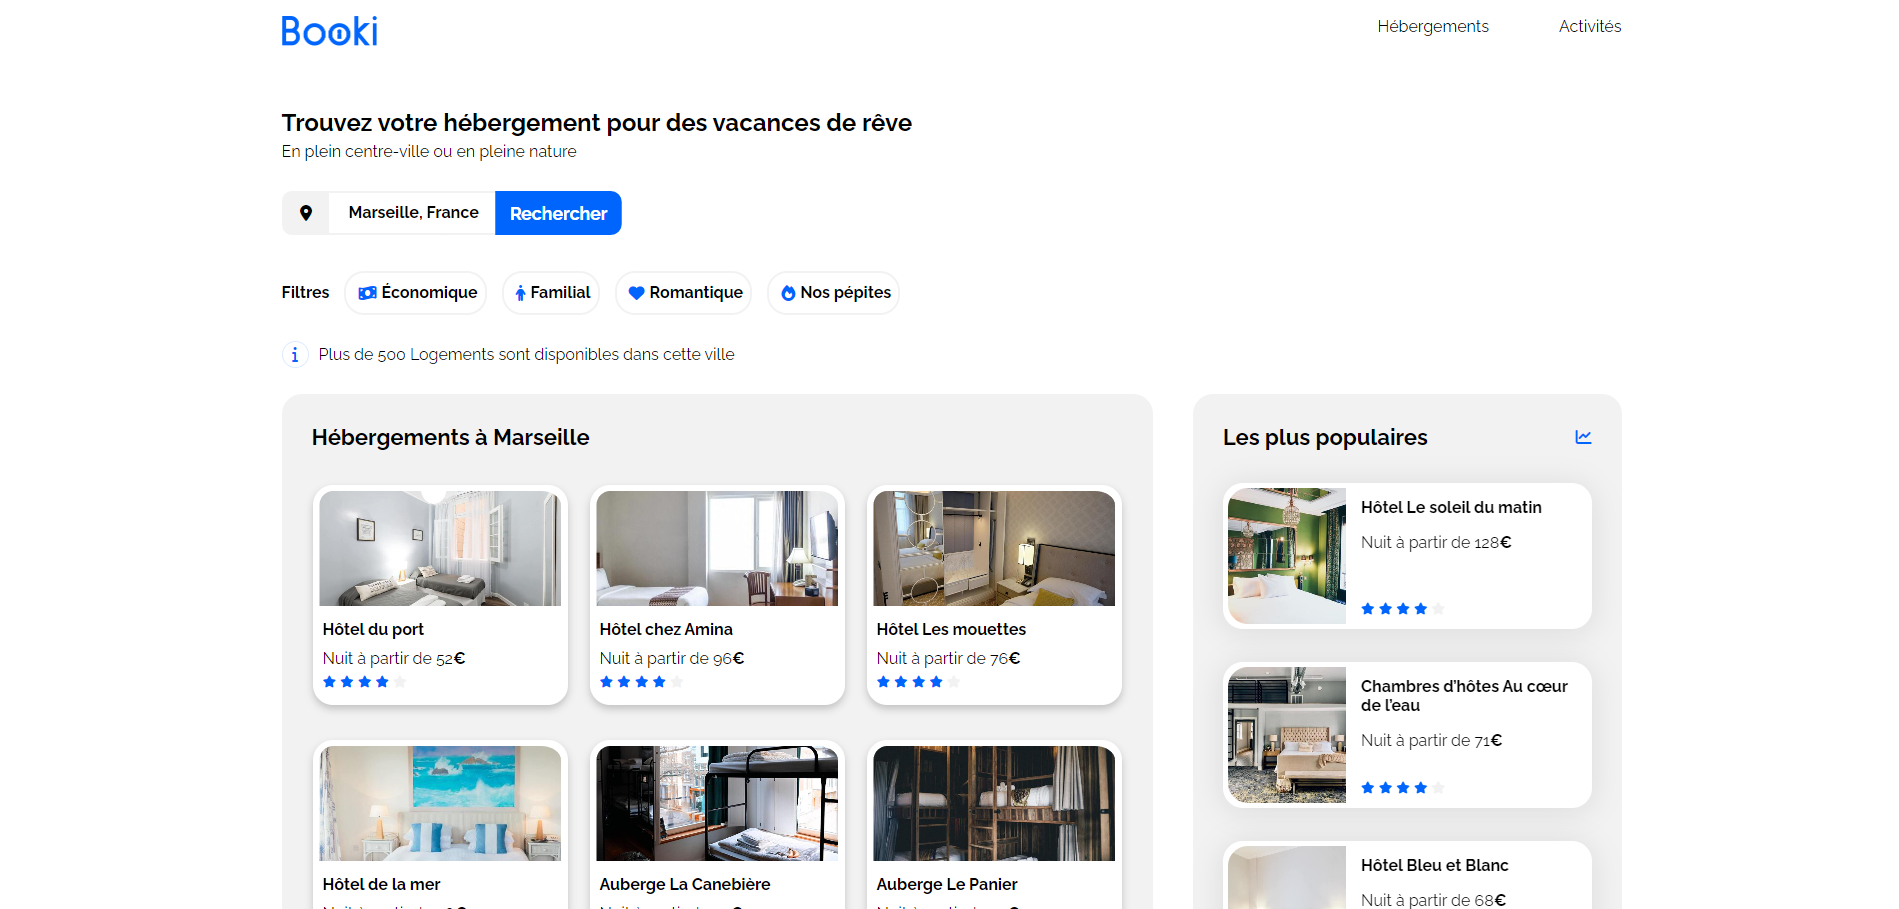 Booki
Hébergements
Activités
Trouvez votre hébergement pour des vacances de rêve
En plein centre-ville ou en pleine nature
Marseille, France
Rechercher
Filtres
Économique
Familial
Romantique
Nos pépites
Plus de 500 Logements sont disponibles dans cette ville
Hébergements à Marseille
Hôtel du port
Nuit à partir de 52€
Hôtel chez Amina
Nuit à partir de 96€
Hôtel Les mouettes
Nuit à partir de 76€
Hôtel de la mer
Auberge La Canebière
Auberge Le Panier
Les plus populaires
Hôtel Le soleil du matin
Nuit à partir de 128€
Chambres d'hôtes Au cœur
de l'eau
Nuit à partir de 71€
Hôtel Bleu et Blanc
Nuit à partir de 68€